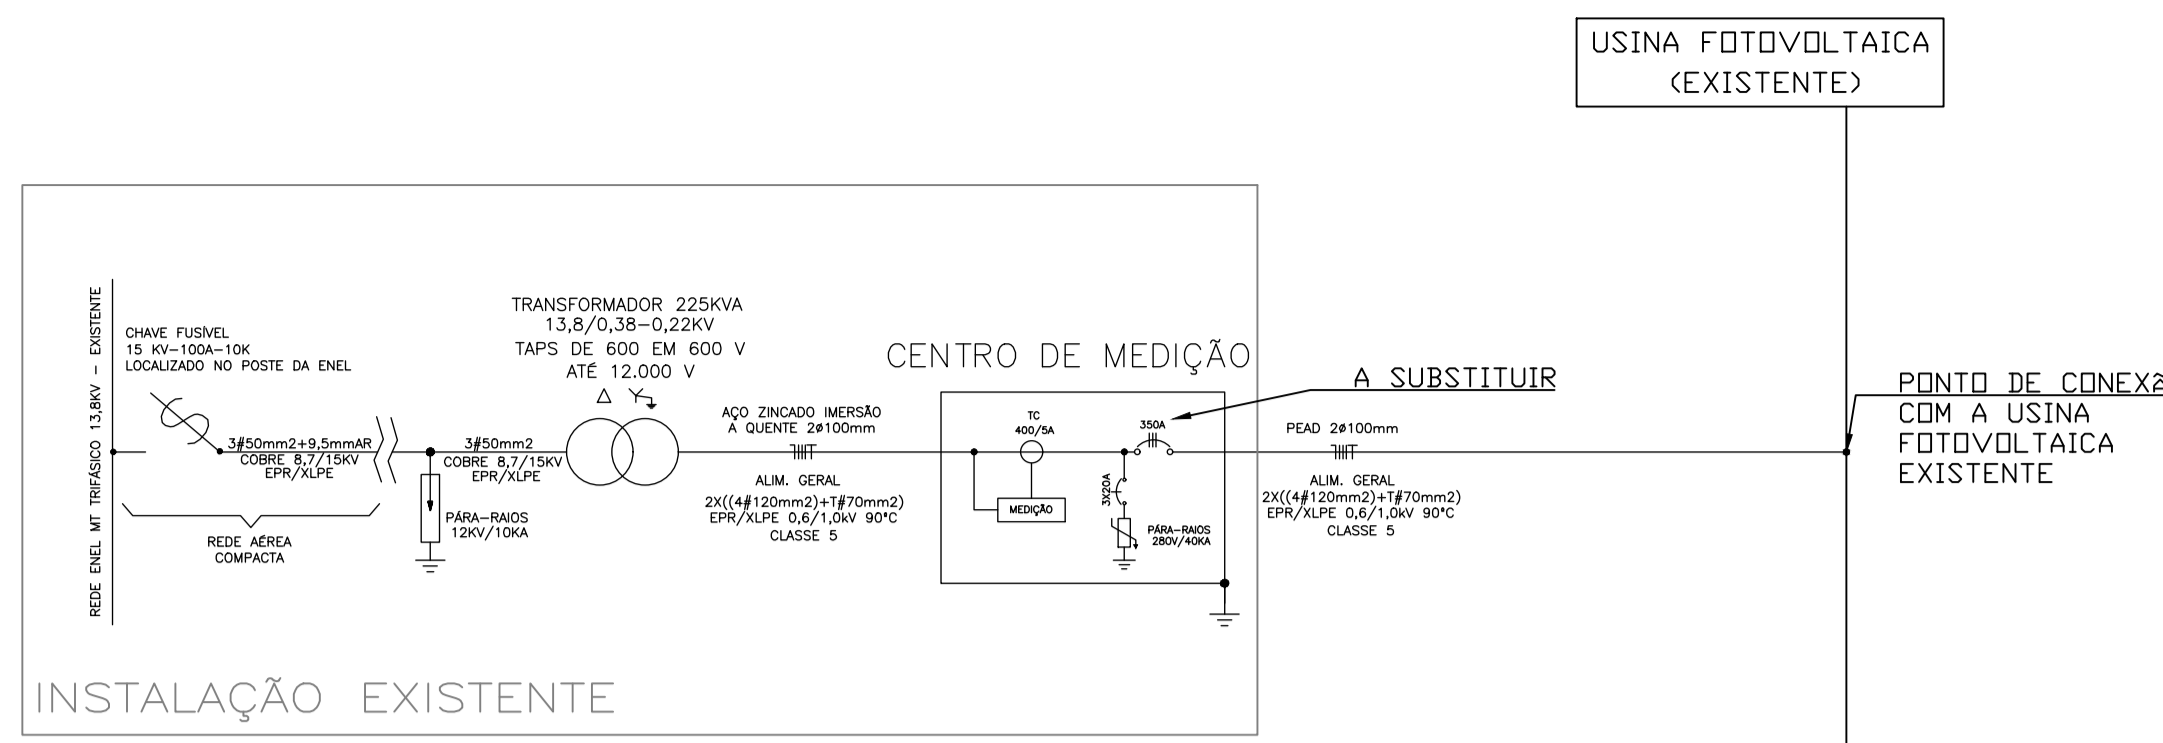 USINA FOTOVOLTAICA
(EXISTENTE)
REDE ENEL MT TRIFÁSICO 13,8KV - EXISTENTE
CHAVE FUSÍVEL
15 KV-100A-10K
LOCALIZADO NO POSTE DA ENEL
3#50mm2+9,5mmAR
COBRE 8,7/15KV
EPR/XLPE
REDE AÉREA
COMPACTA
PÁRA-RAIOS
12KV/10KA
3#50mm2
COBRE 8,7/15KV
EPR/XLPE
TRANSFORMADOR 225KVA
13,8/0,38-0,22KV
TAPS DE 600 EM 600 V
ATÉ 12.000 V
AÇO ZINCADO IMERSÃO
A QUENTE 2ø100mm
ALIM. GERAL
2X((4#120mm2)+T#70mm2)
EPR/XLPE 0,6/1,0kV 90°C
CLASSE 5
CENTRO DE MEDIÇÃO
TC
400/5A
MEDIÇÃO
350A
3X20A
PÁRA-RAIOS
280V/40KA
A SUBSTITUIR
PEAD 2ø100mm
ALIM. GERAL
2X((4#120mm2)+T#70mm2)
EPR/XLPE 0,6/1,0kV 90°C
CLASSE 5
PONTO DE CONEXÃ
COM A USINA
FOTOVOLTAICA
EXISTENTE
INSTALAÇÃO EXISTENTE